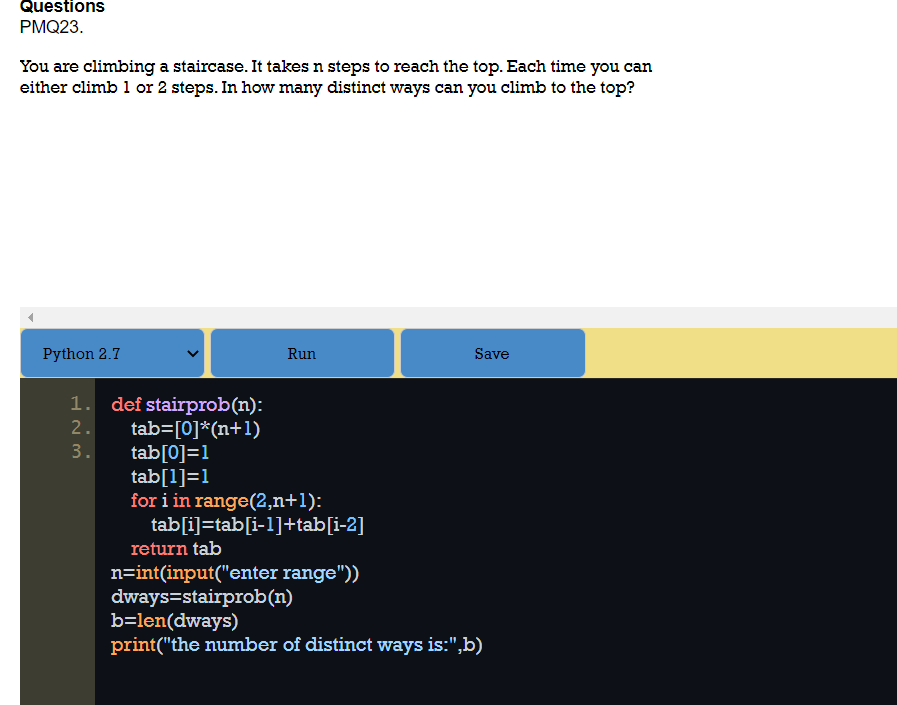 Questions
PMQ23.
You are climbing a staircase. It takes n steps to reach the top. Each time you can
either climb 1 or 2 steps. In how many distinct ways can you climb to the top?
Python 2.7 Run Save
1. def stairprob(n):
2.   tab=[0]*(n+1)
3.   tab[0]=1
  tab[1]=1
  for i in range(2,n+1):
    tab[i]=tab[i-1]+tab[i-2]
  return tab
n=int(input("enter range"))
dways=stairprob(n)
b=len(dways)
print("the number of distinct ways is:",b)